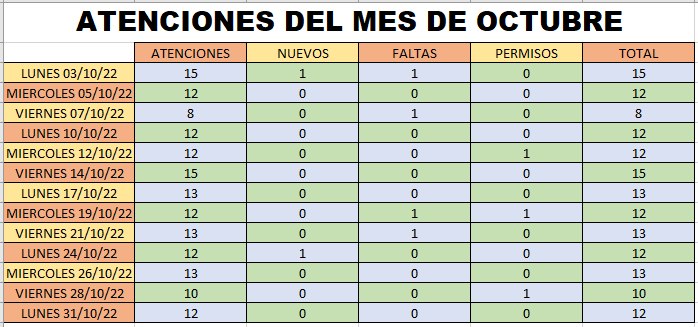 ATENCIONES DEL MES DE OCTUBRE
ATENCIONES NUEVOS FALTAS PERMISOS TOTAL
LUNES 03/10/22 15 1 1 0 15
MIERCOLES 05/10/22 12 0 0 0 12
VIERNES 07/10/22 8 0 1 0 8
LUNES 10/10/22 12 0 0 0 12
MIERCOLES 12/10/22 12 0 0 1 12
VIERNES 14/10/22 15 0 0 0 15
LUNES 17/10/22 13 0 0 0 13
MIERCOLES 19/10/22 12 0 1 1 12
VIERNES 21/10/22 13 0 1 0 13
LUNES 24/10/22 12 1 0 0 12
MIERCOLES 26/10/22 13 0 0 0 13
VIERNES 28/10/22 10 0 0 1 10
LUNES 31/10/22 12 0 0 0 12